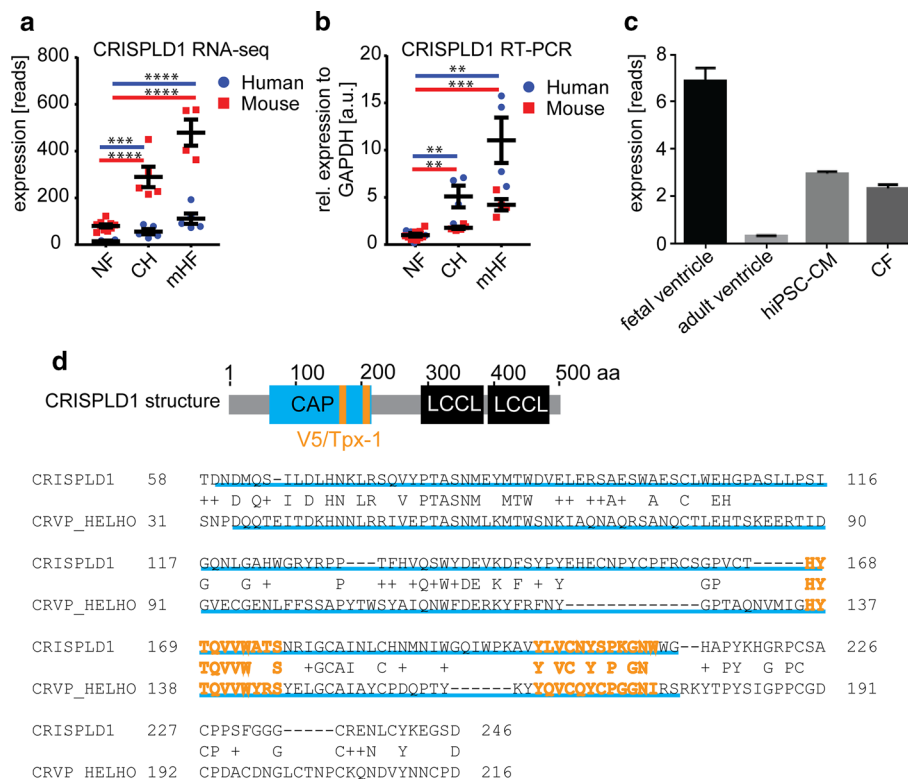 a
CRISPLD1 RNA-seq
expression [reads]
800
600
400
200
0
Human
Mouse
****
****
***
****
NF
CH
mHF
b
CRISPLD1 RT-PCR
rel. expression to
GAPDH [a.u.]
20
15
10
5
0
Human
Mouse
**
***
**
**
NF
CH
mHF
c
expression [reads]
8
6
4
2
0
fetal ventricle
adult ventricle
hiPSC-CM
CF
d
1 100 200 300 400 500 aa
CRISPLD1 structure
CAP
LCCL
LCCL
V5/Tpx-1
CRISPLD1 58 TDNDMQS-ILDLHNKLRSQVYPTASNMEYMTWDVELERSAESWAESCLWEHGPASLLPSI 116
++ D Q+ I D HN LR V PTASNM MTW ++ ++A+ A C EH
CRVP_HELHO 31 SNPDQQTEITDKHNNLRRIVEPTASNMLKMTWSNKIAQNAQRSANQCTLEHTSKEERTID 90
CRISPLD1 117 GQNLGAHWGRYRPP---TFHVQSWYDEVKDFSYPYEHECNPYCPFRCSGPVCT-----HY 168
G G + P ++ +Q+W+DE K F +Y GP HY
CRVP_HELHO 91 GVECGENLFFSSAPYTWSYAIQNWFDERKYFRFNY-------------GPTAQNVMIGHY 137
CRISPLD1 169 TQVVWATSNRIGCAINLCHNMNIWGQIWPKAVYLVCNYSPKGNWWG--HAPYKHGRPCSA 226
TQVVW S +GCAI C + + Y VC Y P GN + PY G PC
CRVP_HELHO 138 TQVVWYRSYELGCAIAYCPDQPTY------KYYQVCQYCPGGNIRSRKYTPYSIGPPCGD 191
CRISPLD1 227 CPPSFGGG-----CRENLCYKEGSD 246
CP + G C++N Y D
CRVP HELHO 192 CPDACDNGLCTNPCKQNDVYNNCPD 216